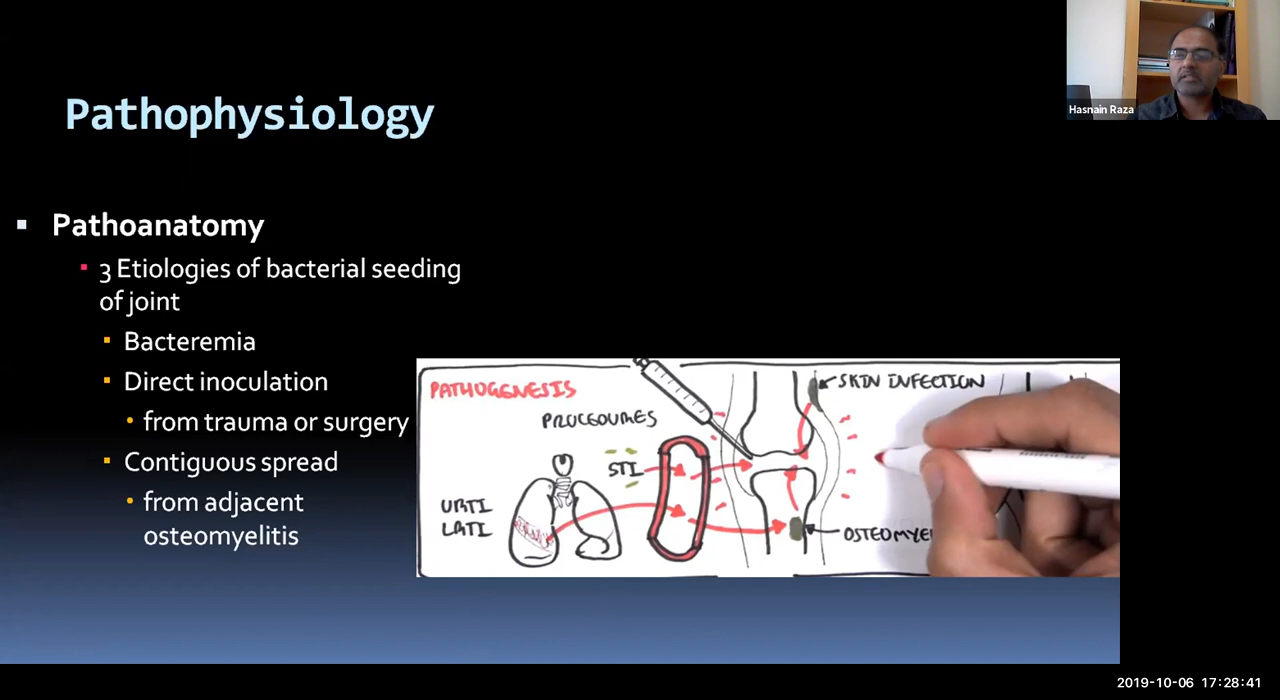 Pathophysiology
Hasnain Raza
Pathoanatomy
3 Etiologies of bacterial seeding
of joint
Bacteremia
Direct inoculation
from trauma or surgery
Contiguous spread
from adjacent
osteomyelitis
PATHOGENESIS
SKIN INFECTION
PROCEDURES
STI
URTI
LRTI
OSTEOMYE
2019-10-06 17:28:41